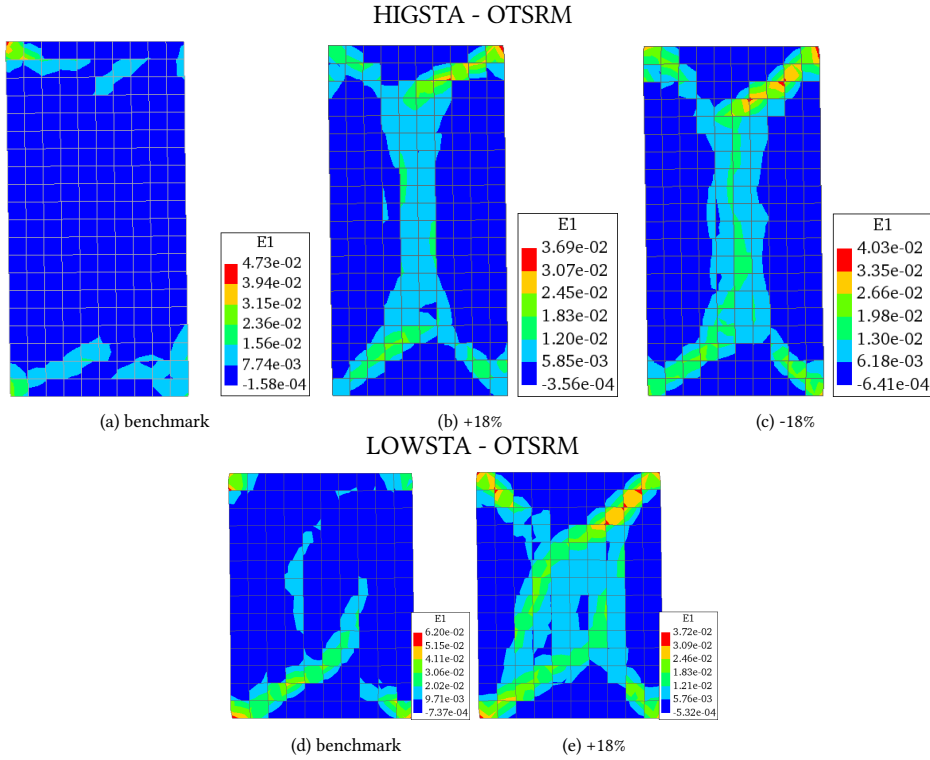 HIGSTA - OTSRM
E1
4.73e-02
3.94e-02
3.15e-02
2.36e-02
1.56e-02
7.74e-03
-1.58e-04
E1
3.69e-02
3.07e-02
2.45e-02
1.83e-02
1.20e-02
5.85e-03
-3.56e-04
E1
4.03e-02
3.35e-02
2.66e-02
1.98e-02
1.30e-02
6.18e-03
-6.41e-04
(a) benchmark
(b) +18%
(c) -18%
LOWSTA - OTSRM
E1
6.20e-02
5.15e-02
4.11e-02
3.06e-02
2.02e-02
9.71e-03
-7.37e-04
E1
3.72e-02
3.09e-02
2.46e-02
1.83e-02
1.21e-02
5.76e-03
-5.32e-04
(d) benchmark
(e) +18%